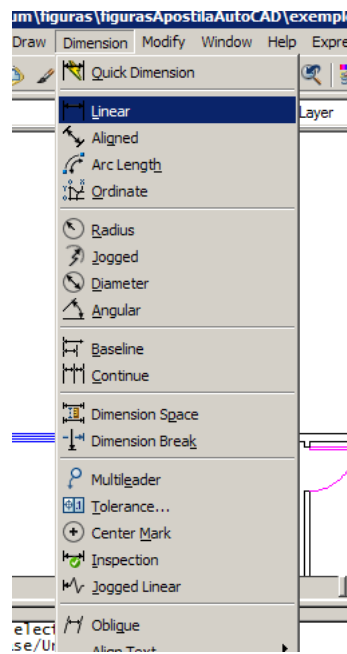 um\figuras\figurasApostilaAutoCAD\exempl
Draw Dimension Modify Window Help Expre
Quick Dimension
Linear
Layer
Aligned
Arc Length
Ordinate
Radius
Jogged
Diameter
Angular
Baseline
Continue
Dimension Space
Dimension Break
Multileader
Tolerance...
Center Mark
Inspection
Jogged Linear
elect
Oblique
se/Un
Align Text